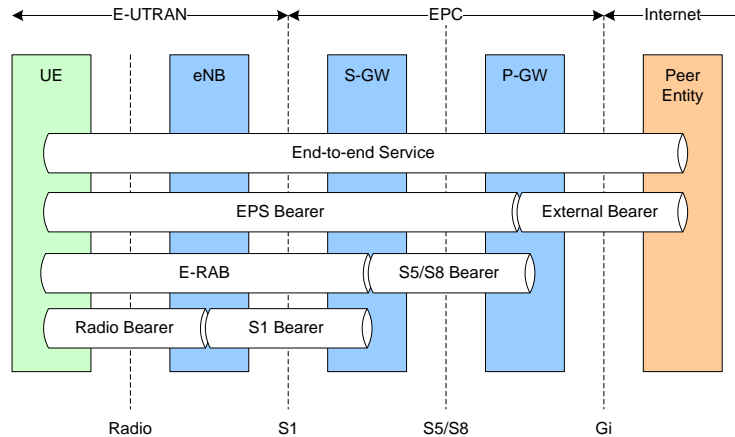 E-UTRAN
EPC
Internet
UE
eNB
S-GW
P-GW
Peer
Entity
End-to-end Service
EPS Bearer
External Bearer
E-RAB
S5/S8 Bearer
Radio Bearer
S1 Bearer
Radio
S1
S5/S8
Gi